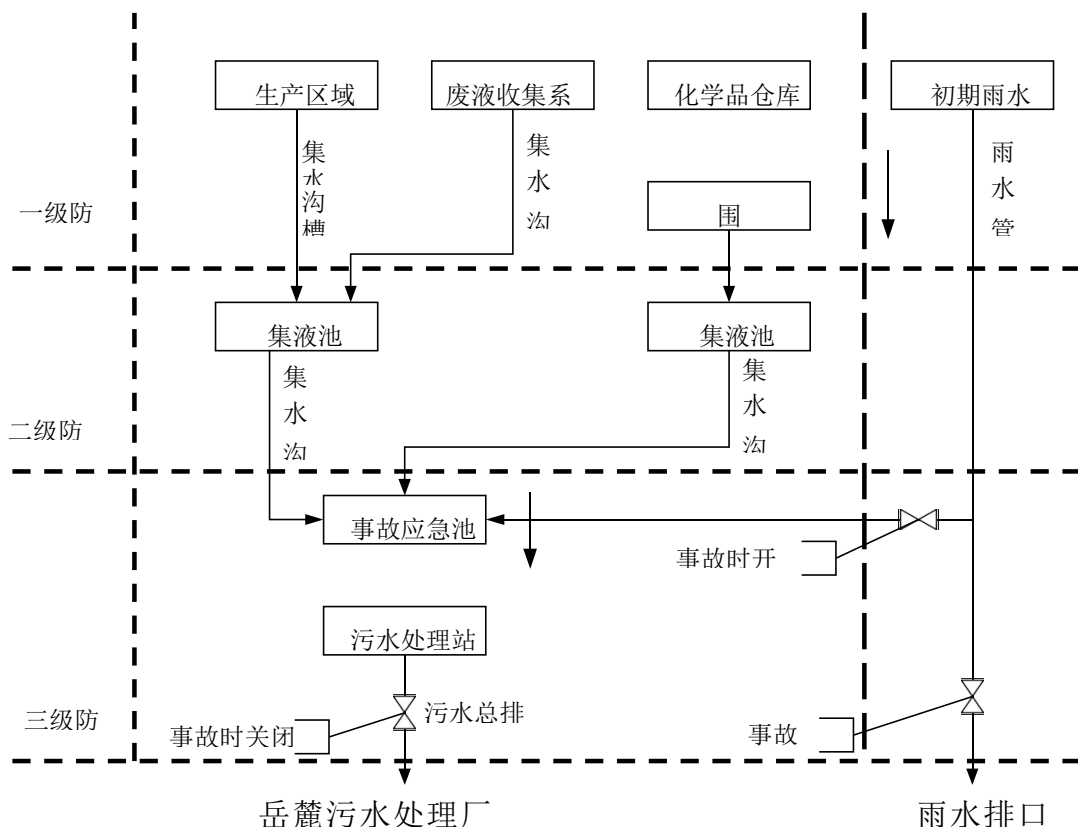 生产区域
废液收集系
化学品仓库
初期雨水
集水沟槽
集水沟
雨水管
一级防
围
集液池
集液池
集水沟
集水沟
二级防
事故应急池
事故时开
污水处理站
三级防
污水总排
事故时关闭
事故
岳麓污水处理厂
雨水排口